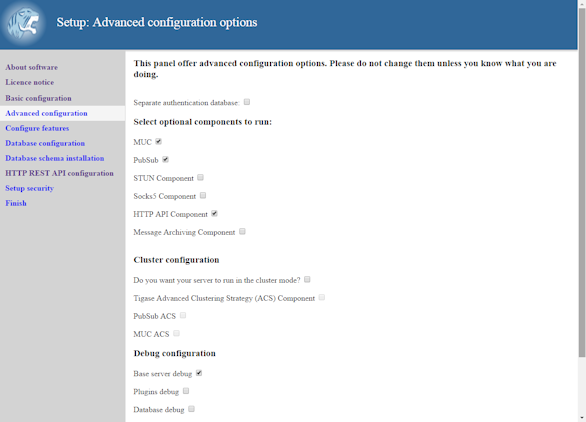 Setup: Advanced configuration options
About software
Licence notice
Basic configuration
Advanced configuration
Configure features
Database configuration
Database schema installation
HTTP REST API configuration
Setup security
Finish
This panel offer advanced configuration options. Please do not change them unless you know what you are
doing.
Separate authentication database:
Select optional components to run:
MUC
PubSub
STUN Component
Socks5 Component
HTTP API Component
Message Archiving Component
Cluster configuration
Do you want your server to run in the cluster mode?
Tigase Advanced Clustering Strategy (ACS) Component
PubSub ACS
MUC ACS
Debug configuration
Base server debug
Plugins debug
Database debug